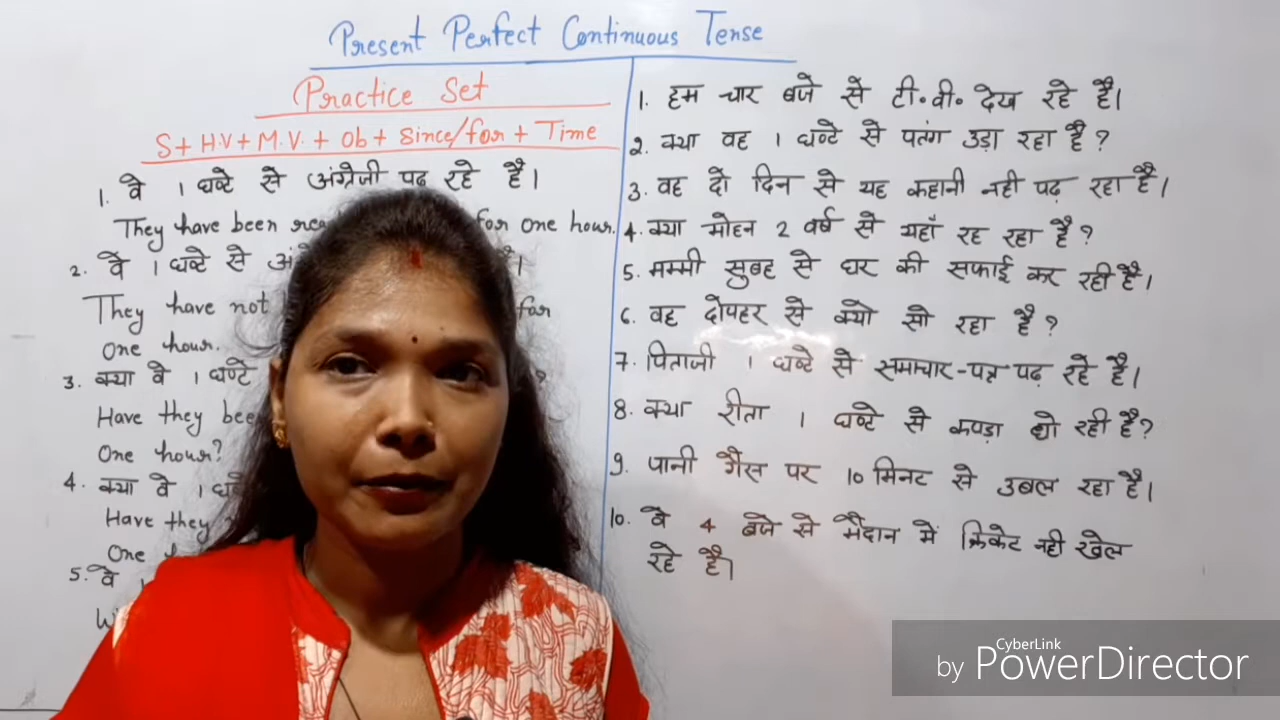 Present Perfect Continuous Tense
Practice Set
S + H.V + M.V. + Ob + Since/for + Time
1. वे 1 घण्टे से अंग्रेजी पढ़ रहे हैं।
They have been for one hour.
2. वे 1 घण्टे से
They have not for
one hour.
3. क्या वे 1 घण्टे ?
Have they
One hour?
4. क्या वे 1
Have they
One
5. वे
1. हम चार बजे से टी॰वी॰ देख रहे हैं।
2. क्या वह 1 घण्टे से पतंग उड़ा रहा है ?
3. वह दो दिन से यह कहानी नही पढ़ रहा है।
4. क्या मोहन 2 वर्ष से यहाँ रह रहा है ?
5. मम्मी सुबह से घर की सफाई कर रही है।
6. वह दोपहर से क्यो सो रहा है ?
7. पिताजी 1 घण्टे से समाचार-पत्र पढ़ रहे है।
8. क्या रीता 1 घण्टे से कपड़ा धो रही है ?
9. पानी गैस पर 10 मिनट से उबल रहा है।
10. वे 4 बजे से मैदान में क्रिकेट नही खेल
रहे है।
CyberLink
by PowerDirector